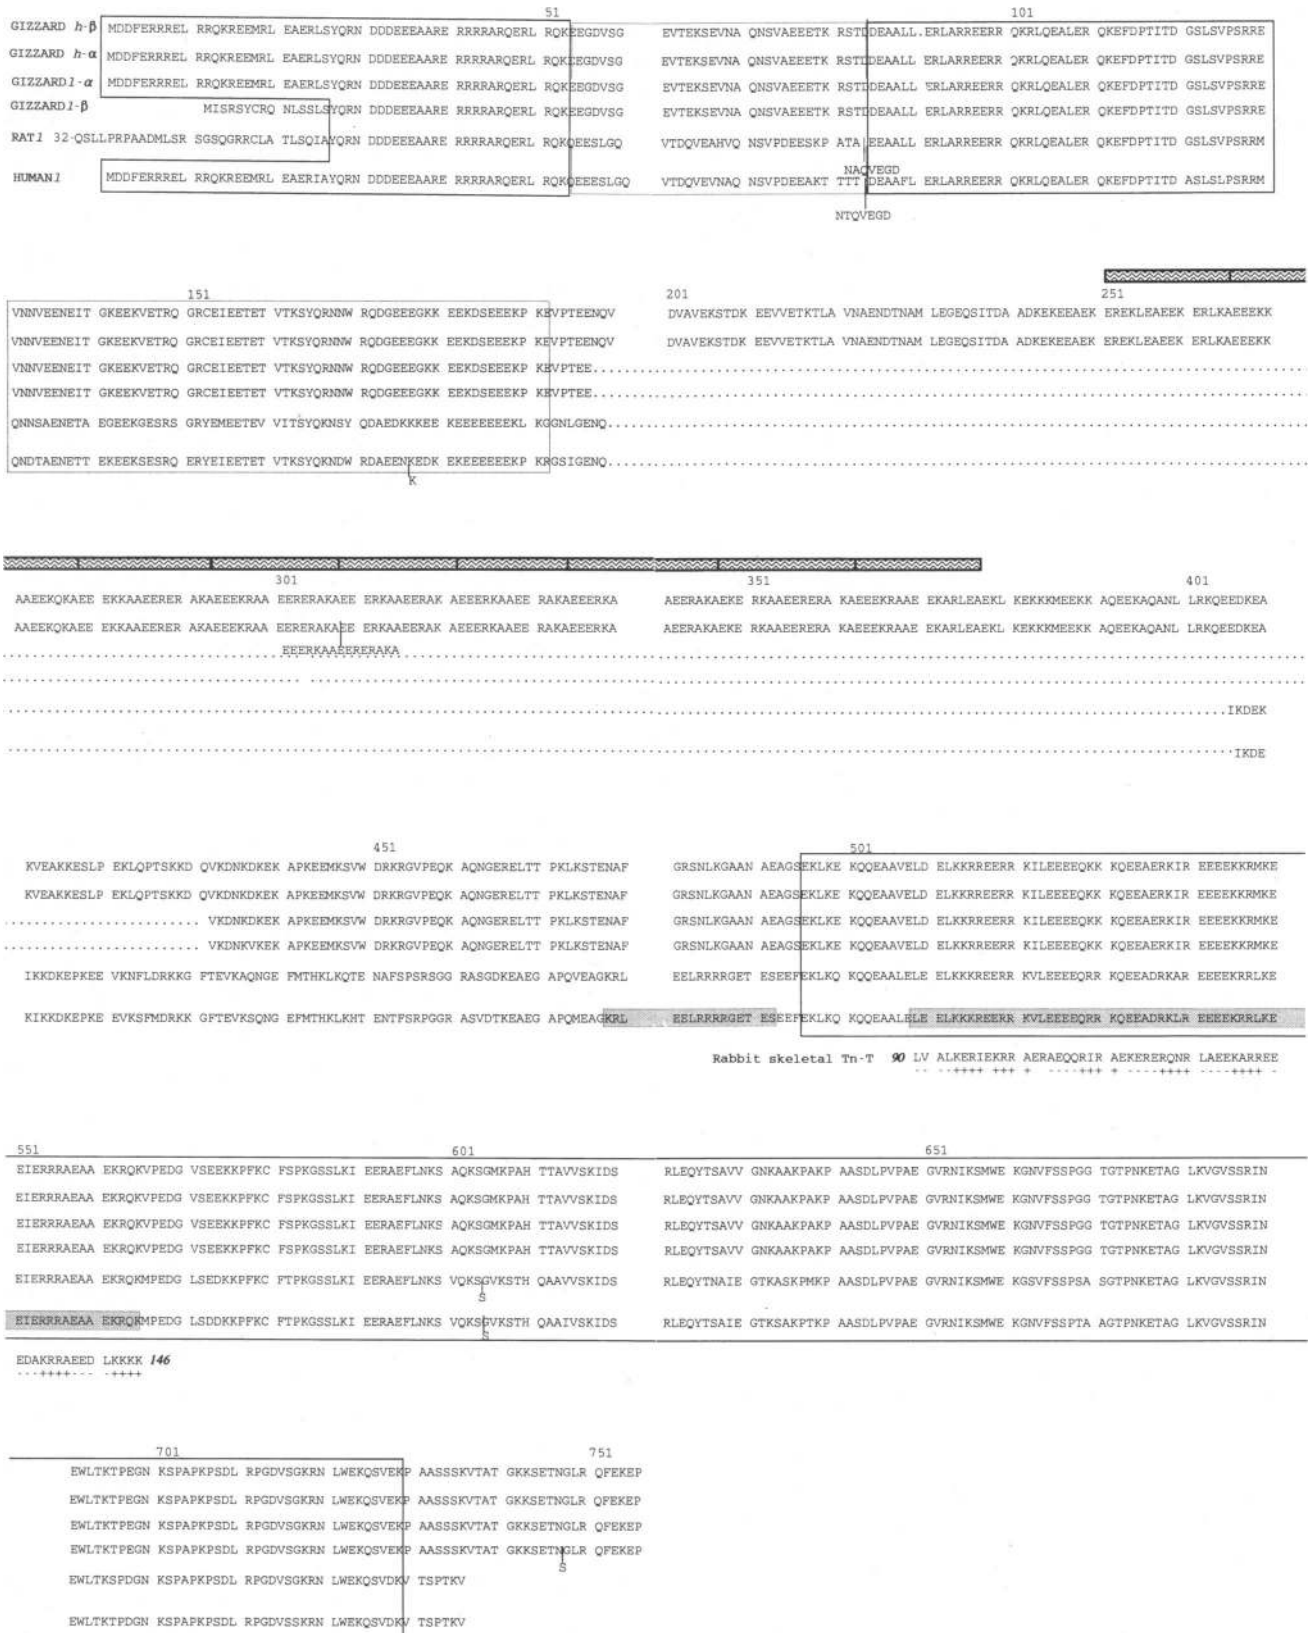 51 101
GIZZARD h-β MDDFERRREL RRQKREEMRL EAERLSYQRN DDDEEEAARE RRRRARQERL RQKEEGDVSG EVTEKSEVNA QNSVAEEETK RSTDDEAALL.ERLARREERR QKRLQEALER QKEFDPTITD GSLSVPSRRE
GIZZARD h-α MDDFERRREL RRQKREEMRL EAERLSYQRN DDDEEEAARE RRRRARQERL RQKEEGDVSG EVTEKSEVNA QNSVAEEETK RSTDDEAALL ERLARREERR QKRLQEALER QKEFDPTITD GSLSVPSRRE
GIZZARD l-α MDDFERRREL RRQKREEMRL EAERLSYQRN DDDEEEAARE RRRRARQERL RQKEEGDVSG EVTEKSEVNA QNSVAEEETK RSTDDEAALL ERLARREERR QKRLQEALER QKEFDPTITD GSLSVPSRRE
GIZZARD l-β MISRSYCRQ NLSSLSYQRN DDDEEEAARE RRRRARQERL RQKEEGDVSG EVTEKSEVNA QNSVAEEETK RSTDDEAALL ERLARREERR QKRLQEALER QKEFDPTITD GSLSVPSRRE
RAT l 32-QSLLPRPAADMLSR SGSQGRRCLA TLSQIAYQRN DDDEEEAARE RRRRARQERL RQKQEESLGQ VTDQVEAHVQ NSVPDEESKP ATA EEAALL ERLARREERR QKRLQEALER QKEFDPTITD GSLSVPSRRM
NAQVEGD
HUMAN l MDDFERRREL RRQKREEMRL EAERIAYQRN DDDEEEAARE RRRRARQERL RQKQEEESLGQ VTDQVEVNAQ NSVPDEEAKT TTT DEAAFL ERLARREERR QKRLQEALER QKEFDPTITD ASLSLPSRRM
NTQVEGD
151 201 251
VNNVEENEIT GKEEKVETRQ GRCEIEETET VTKSYQRNNW RQDGEEEGKK EEKDSEEEKP KEVPTEENQV DVAVEKSTDK EEVVETKTLA VNAENDTNAM LEGEQSITDA ADKEKEEAEK EREKLEAEEK ERLKAEEEKK
VNNVEENEIT GKEEKVETRQ GRCEIEETET VTKSYQRNNW RQDGEEEGKK EEKDSEEEKP KEVPTEENQV DVAVEKSTDK EEVVETKTLA VNAENDTNAM LEGEQSITDA ADKEKEEAEK EREKLEAEEK ERLKAEEEKK
VNNVEENEIT GKEEKVETRQ GRCEIEETET VTKSYQRNNW RQDGEEEGKK EEKDSEEEKP KEVPTEE
VNNVEENEIT GKEEKVETRQ GRCEIEETET VTKSYQRNNW RQDGEEEGKK EEKDSEEEKP KEVPTEE
QNNSAENETA EGEEKGESRS GRYEMEETEV VITSYQKNSY QDAEDKKKEE KEEEEEEEKL KGGNLGENQ
QNDTAENETT EKEEKSESRQ ERYEIEETET VTKSYQKNDW RDAEENKEDK EKEEEEEEKP KRGSIGENQ
K
301 351 401
AAEEKQKAEE EKKAAEERER AKAEEEKRAA EERERAKAEE ERKAAEERAK AEEERKAAEE RAKAEEERKA AEERAKAEKE RKAAEERERA KAEEEKRAAE EKARLEAEKL KEKKKMEEKK AQEEKAQANL LRKQEEDKEA
AAEEKQKAEE EKKAAEERER AKAEEEKRAA EERERAKAEE ERKAAEERAK AEEERKAAEE RAKAEEERKA AEERAKAEKE RKAAEERERA KAEEEKRAAE EKARLEAEKL KEKKKMEEKK AQEEKAQANL LRKQEEDKEA
EEERKAAEERERAKA
IKDEK
IKDE
451 501
KVEAKKESLP EKLQPTSKKD QVKDNKDKEK APKEEMKSVW DRKRGVPEQK AQNGERELTT PKLKSTENAF GRSNLKGAAN AEAGSEKLKE KQQEAAVELD ELKKRREERR KILEEEEQKK KQEEAERKIR EEEEKKRMKE
KVEAKKESLP EKLQPTSKKD QVKDNKDKEK APKEEMKSVW DRKRGVPEQK AQNGERELTT PKLKSTENAF GRSNLKGAAN AEAGSEKLKE KQQEAAVELD ELKKRREERR KILEEEEQKK KQEEAERKIR EEEEKKRMKE
VKDNKDKEK APKEEMKSVW DRKRGVPEQK AQNGERELTT PKLKSTENAF GRSNLKGAAN AEAGSEKLKE KQQEAAVELD ELKKRREERR KILEEEEQKK KQEEAERKIR EEEEKKRMKE
VKDNKVKEK APKEEMKSVW DRKRGVPEQK AQNGERELTT PKLKSTENAF GRSNLKGAAN AEAGSEKLKE KQQEAAVELD ELKKRREERR KILEEEEQKK KQEEAERKIR EEEEKKRMKE
IKKDKEPKEE VKNFLDRKKG FTEVKAQNGE FMTHKLKQTE NAFSPSRSGG RASGDKEAEG APQVEAGKRL EELRRRRGET ESEEFEKLKQ KQQEAALELE ELKKKREERR KVLEEEEQRR KQEEADRKAR EEEEKRRLKE
KIKKDKEPKE EVKSFMDRKK GFTEVKSQNG EFMTHKLKHT ENTFSRPGGR ASVDTKEAEG APQMEAGKRL EELRRRRGET ESEEFEKLKQ KQQEAALELE ELKKKREERR KVLEEEEQRR KQEEADRKLR EEEEKRRLKE
Rabbit skeletal Tn-T 90 LV ALKERIEKRR AERAEQQRIR AEKERERQNR LAEEKARREE
-- --++++ +++ + ----+++ + ----++++ ----++++ -
551 601 651
EIERRRAEAA EKRQKVPEDG VSEEKKPFKC FSPKGSSLKI EERAEFLNKS AQKSGMKPAH TTAVVSKIDS RLEQYTSAVV GNKAAKPAKP AASDLPVPAE GVRNIKSMWE KGNVFSSPGG TGTPNKETAG LKVGVSSRIN
EIERRRAEAA EKRQKVPEDG VSEEKKPFKC FSPKGSSLKI EERAEFLNKS AQKSGMKPAH TTAVVSKIDS RLEQYTSAVV GNKAAKPAKP AASDLPVPAE GVRNIKSMWE KGNVFSSPGG TGTPNKETAG LKVGVSSRIN
EIERRRAEAA EKRQKVPEDG VSEEKKPFKC FSPKGSSLKI EERAEFLNKS AQKSGMKPAH TTAVVSKIDS RLEQYTSAVV GNKAAKPAKP AASDLPVPAE GVRNIKSMWE KGNVFSSPGG TGTPNKETAG LKVGVSSRIN
EIERRRAEAA EKRQKVPEDG VSEEKKPFKC FSPKGSSLKI EERAEFLNKS AQKSGMKPAH TTAVVSKIDS RLEQYTSAVV GNKAAKPAKP AASDLPVPAE GVRNIKSMWE KGNVFSSPGG TGTPNKETAG LKVGVSSRIN
EIERRRAEAA EKRQKMPEDG LSEDKKPFKC FTPKGSSLKI EERAEFLNKS VQKSGVKSTH QAAVVSKIDS RLEQYTNAIE GTKASKPMKP AASDLPVPAE GVRNIKSMWE KGSVFSSPSA SGTPNKETAG LKVGVSSRIN
S
EIERRRAEAA EKRQKMPEDG LSDDKKPFKC FTPKGSSLKI EERAEFLNKS VQKSGVKSTH QAAIVSKIDS RLEQYTSAIE GTKSAKPTKP AASDLPVPAE GVRNIKSMWE KGNVFSSPTA AGTPNKETAG LKVGVSSRIN
S
EDAKRRAEED LKKKK 146
---++++--- -++++
701 751
EWLTKTPEGN KSPAPKPSDL RPGDVSGKRN LWEKQSVEKP AASSSKVTAT GKKSETNGLR QFEKEP
EWLTKTPEGN KSPAPKPSDL RPGDVSGKRN LWEKQSVEKP AASSSKVTAT GKKSETNGLR QFEKEP
EWLTKTPEGN KSPAPKPSDL RPGDVSGKRN LWEKQSVEKP AASSSKVTAT GKKSETNGLR QFEKEP
EWLTKTPEGN KSPAPKPSDL RPGDVSGKRN LWEKQSVEKP AASSSKVTAT GKKSETNGLR QFEKEP
S
EWLTKSPDGN KSPAPKPSDL RPGDVSGKRN LWEKQSVDKV TSPTKV
EWLTKTPDGN KSPAPKPSDL RPGDVSSKRN LWEKQSVDKV TSPTKV